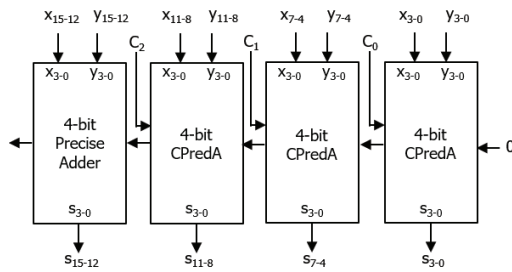 x15-12 y15-12 x11-8 y11-8 x7-4 y7-4 x3-0 y3-0
C2 C1 C0
x3-0 y3-0 x3-0 y3-0 x3-0 y3-0 x3-0 y3-0
4-bit Precise Adder
4-bit CPredA
4-bit CPredA
4-bit CPredA
0
s3-0 s3-0 s3-0 s3-0
s15-12 s11-8 s7-4 s3-0